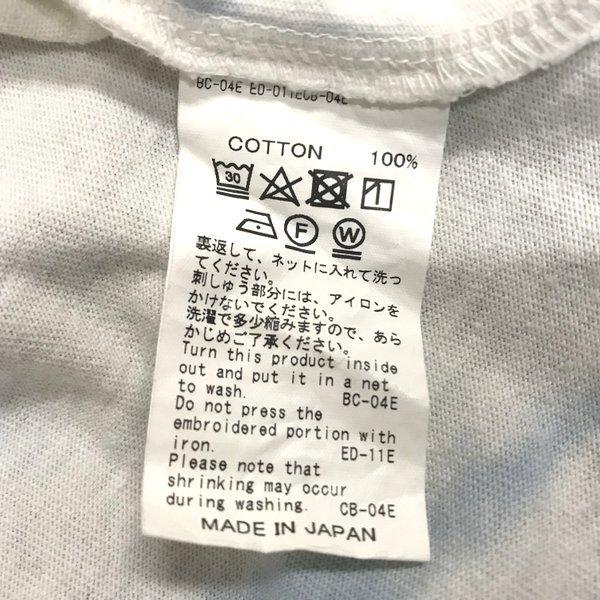 BC-04E ED-011ECB-04E
COTTON 100%
30
F W
裏返して、ネットに入れて洗っ
てください。
刺しゅう部分には、アイロンを
かけないでください。
洗濯で多少縮みますので、あら
かじめご了承ください。
Turn this product inside
out and put it in a net
to wash. BC-04E
Do not press the
embroidered portion with
iron. ED-11E
Please note that
shrinking may occur
during washing. CB-04E
MADE IN JAPAN